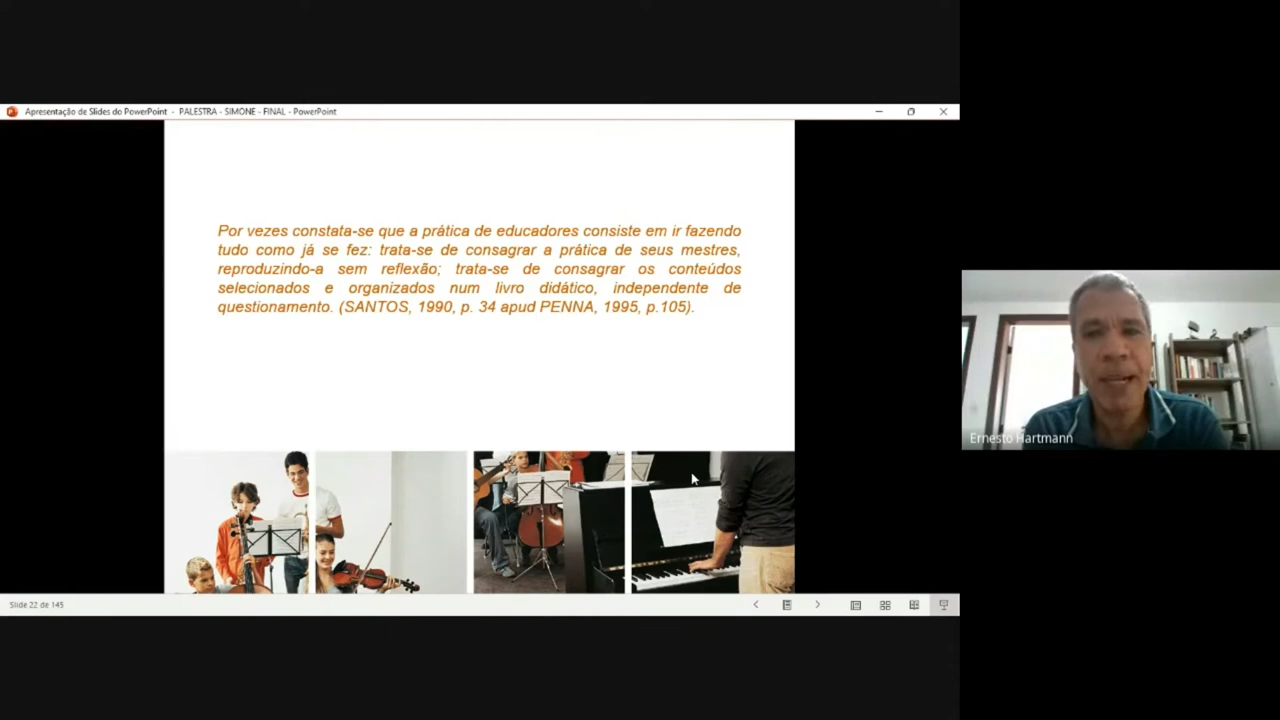 Apresentação de Slides do PowerPoint - PALESTRA - SIMONE - FINAL - PowerPoint
Por vezes constata-se que a prática de educadores consiste em ir fazendo
tudo como já se fez: trata-se de consagrar a prática de seus mestres,
reproduzindo-a sem reflexão; trata-se de consagrar os conteúdos
selecionados e organizados num livro didático, independente de
questionamento. (SANTOS, 1990, p. 34 apud PENNA, 1995, p.105).
Ernesto Hartmann
Slide 22 de 145